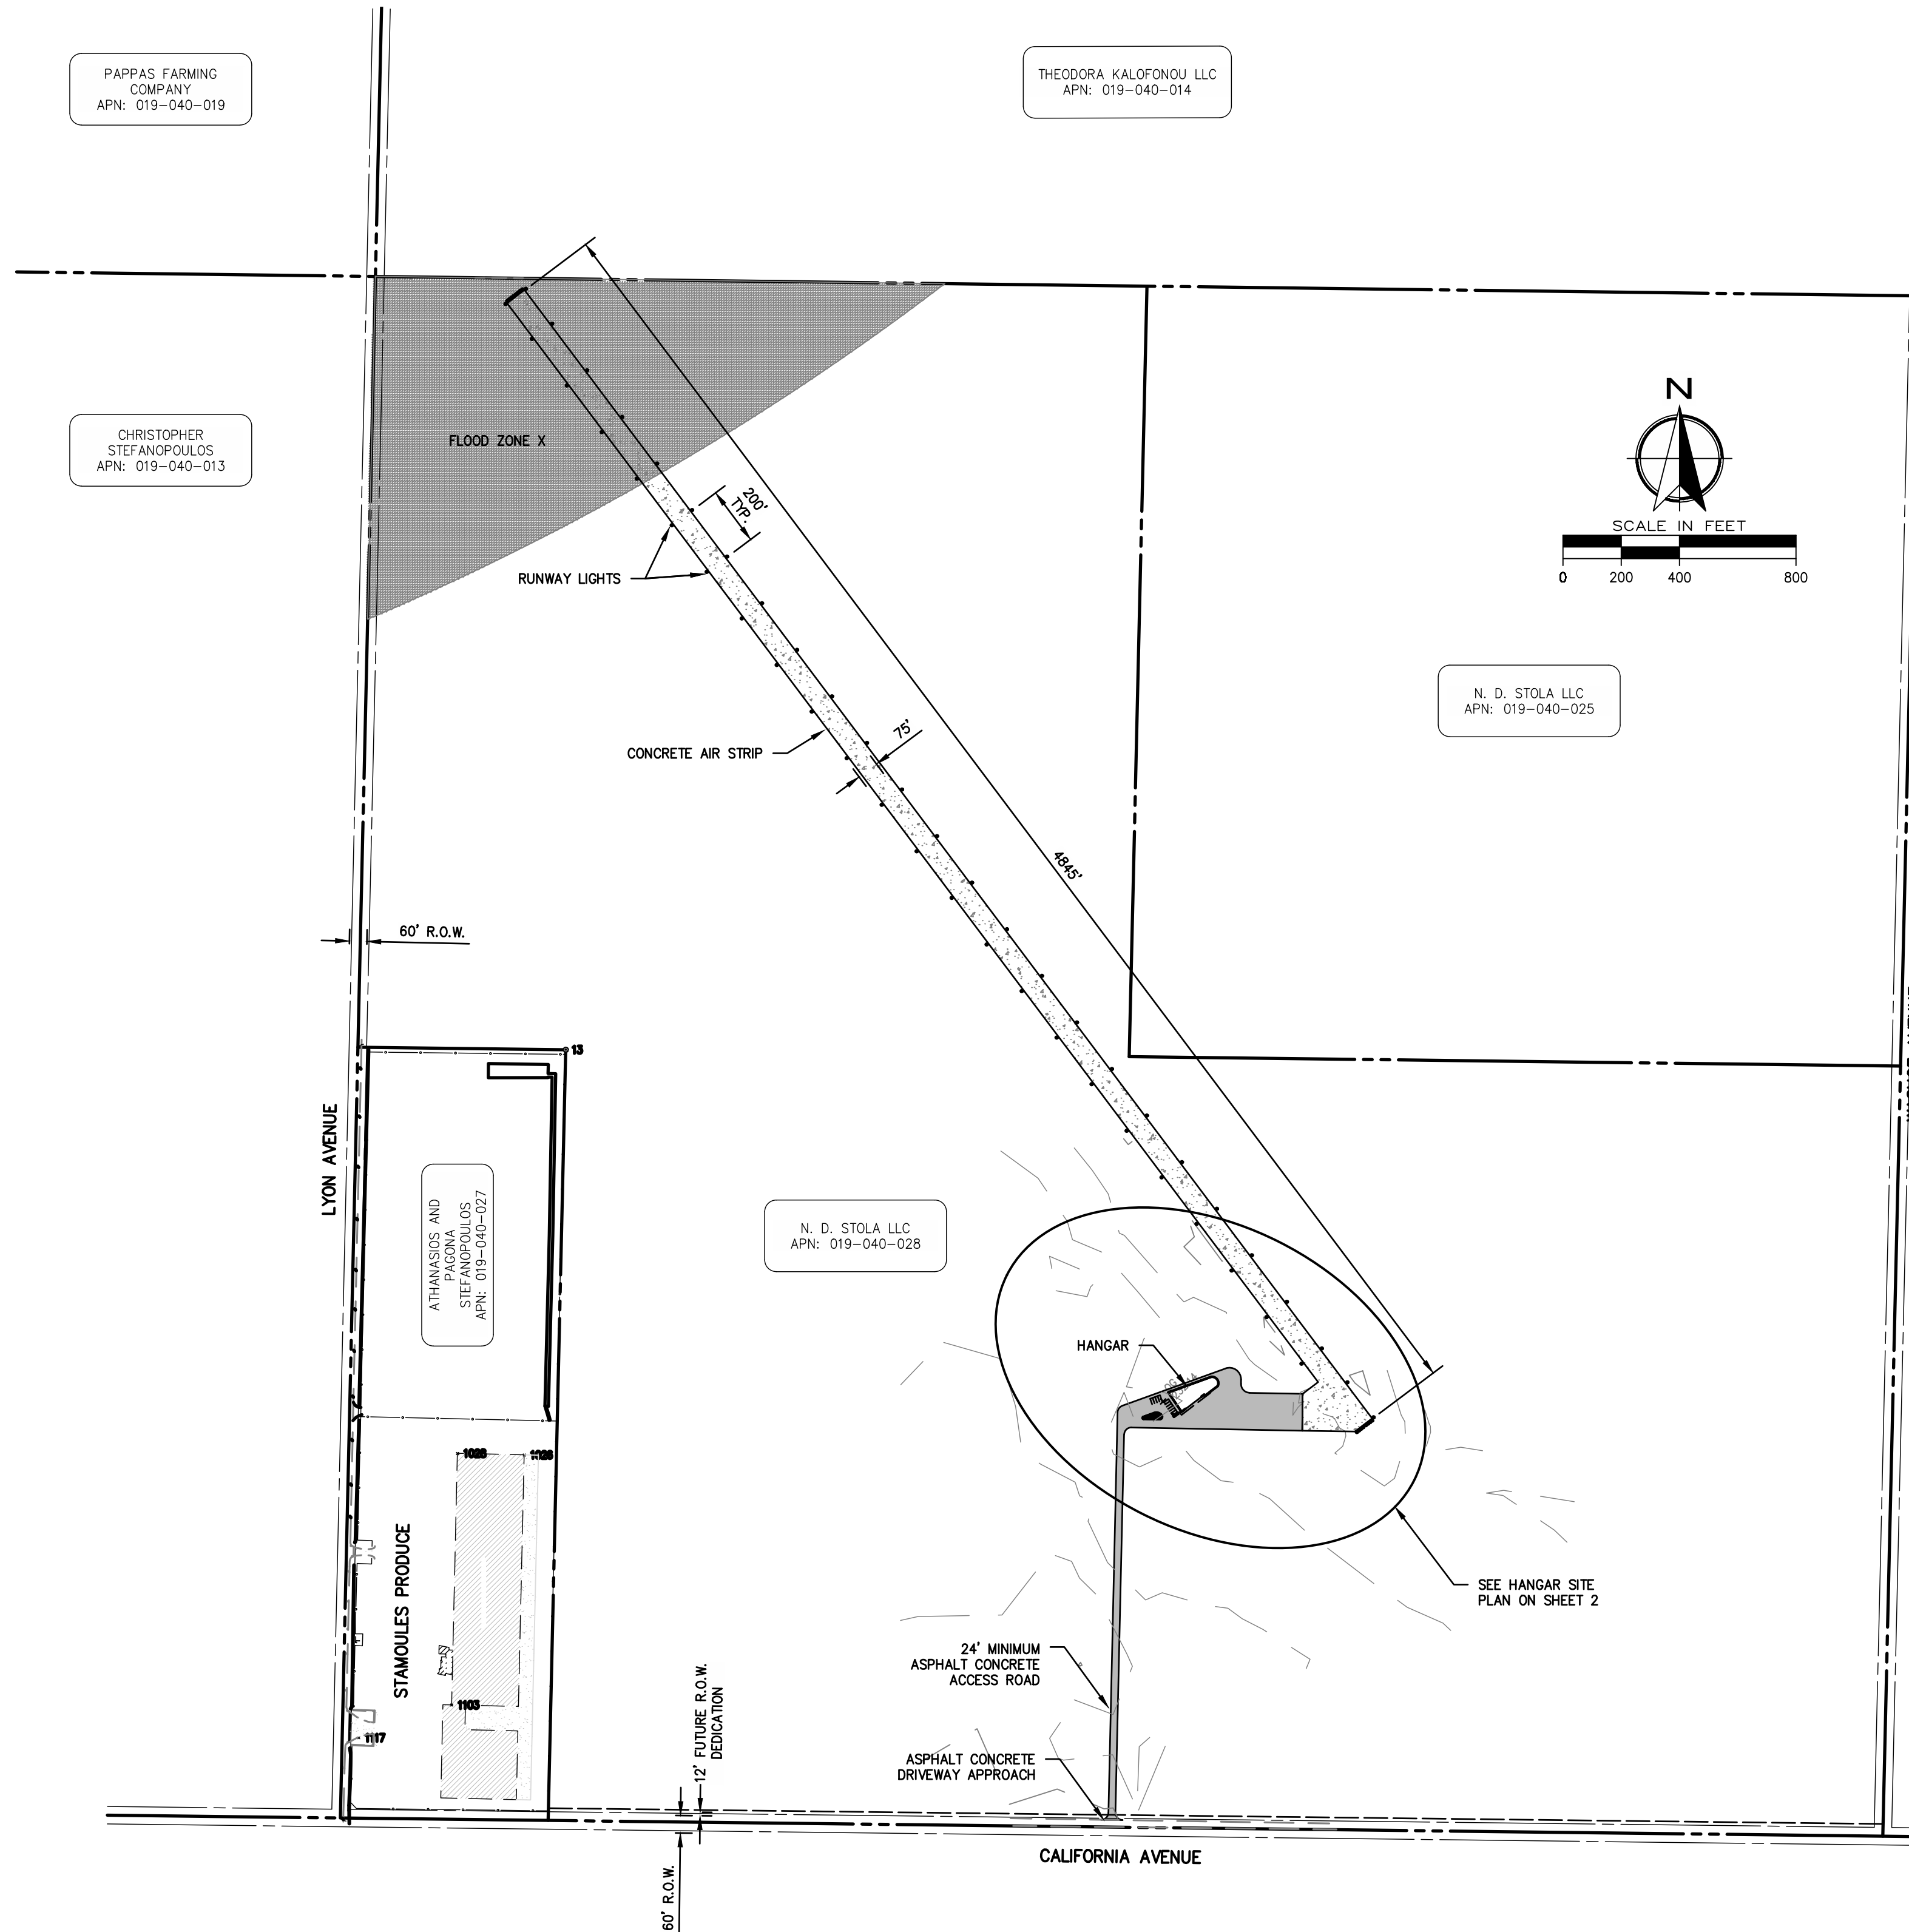 PAPPAS FARMING
COMPANY
APN: 019-040-019
THEODORA KALOFONOU LLC
APN: 019-040-014
CHRISTOPHER
STEFANOPOULOS
APN: 019-040-013
FLOOD ZONE X
200'
TYP.
RUNWAY LIGHTS
N
SCALE IN FEET
0
200
400
800
N. D. STOLA LLC
APN: 019-040-025
75'
CONCRETE AIR STRIP
4845'
60' R.O.W.
13
LYON AVENUE
ATHANASIOS AND
PAGONA
STEFANOPOULOS
APN: 019-040-027
N. D. STOLA LLC
APN: 019-040-028
HANGAR
1028
STAMOULES PRODUCE
1103
1117
SEE HANGAR SITE
PLAN ON SHEET 2
24' MINIMUM
ASPHALT CONCRETE
ACCESS ROAD
12' FUTURE R.O.W.
DEDICATION
ASPHALT CONCRETE
DRIVEWAY APPROACH
CALIFORNIA AVENUE
60' R.O.W.